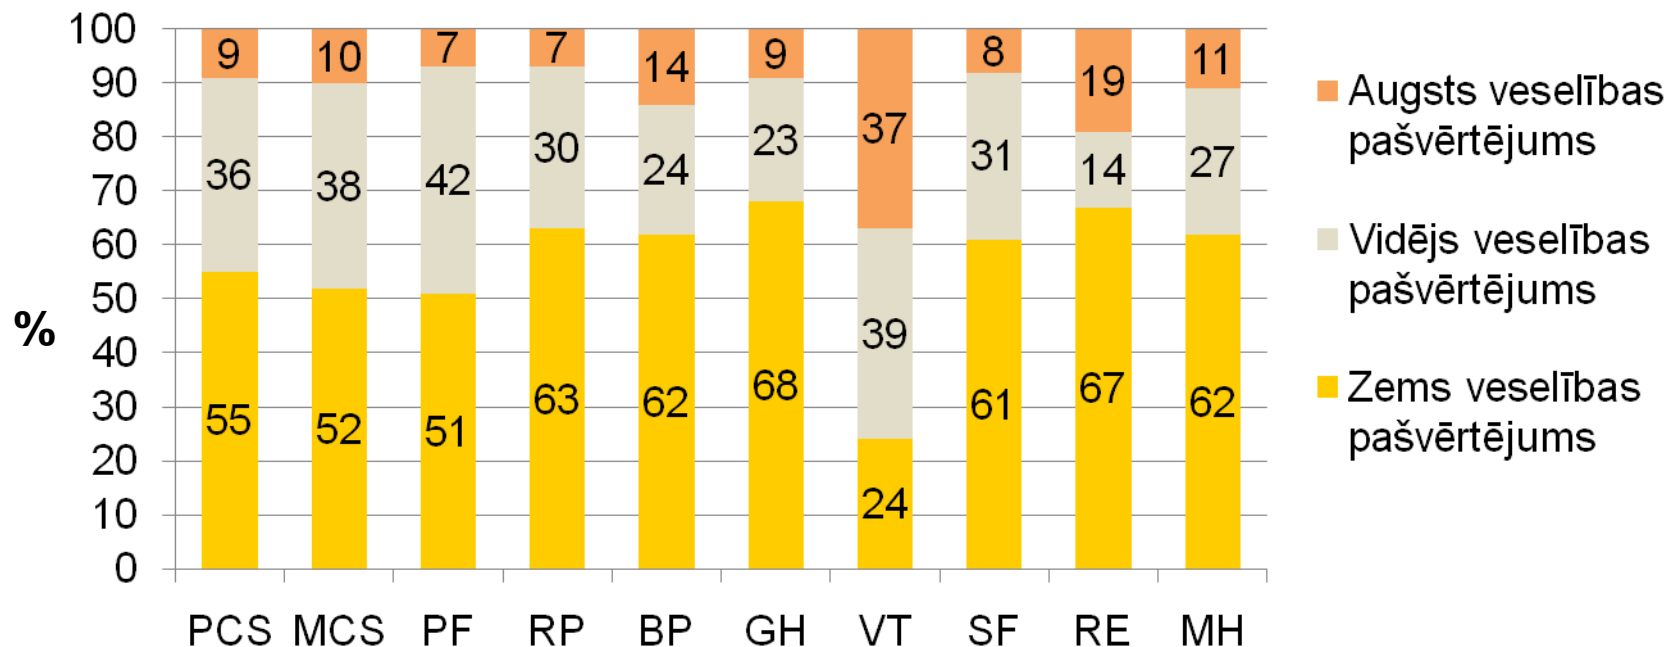 100
90
80
70
60
50
40
30
20
10
0
%
9 10 7 7 14 9 37 8 19 11
36 38 42 30 24 23 39 31 14 27
55 52 51 63 62 68 24 61 67 62
PCS MCS PF RP BP GH VT SF RE MH
Augsts veselības
pašvērtējums
Vidējs veselības
pašvērtējums
Zems veselības
pašvērtējums